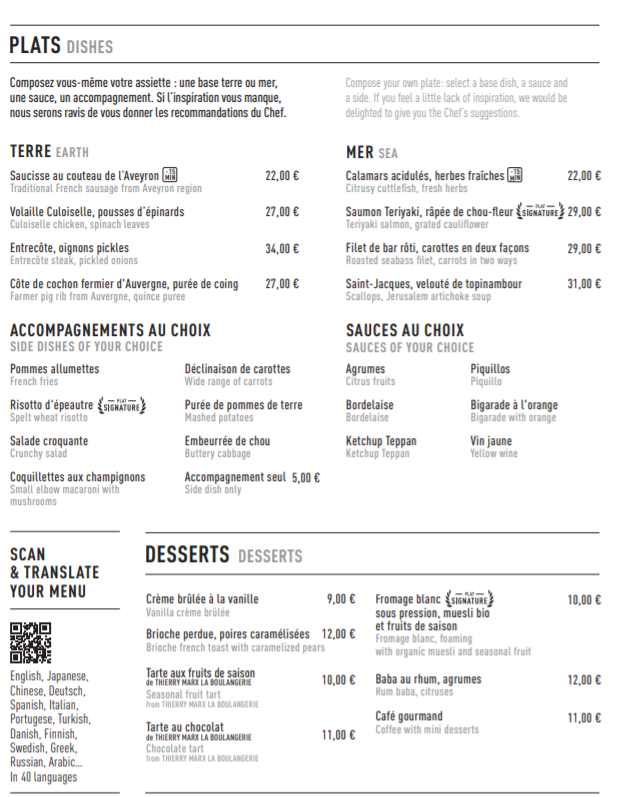 PLATS DISHES
Composez vous-même votre assiette : une base terre ou mer,
une sauce, un accompagnement. Si l'inspiration vous manque,
nous serons ravis de vous donner les recommandations du Chef.
Compose your own plate: select a base dish, a sauce and
a side. If you feel a little lack of inspiration, we would be
delighted to give you the Chef's suggestions.
TERRE EARTH
Saucisse au couteau de l'Aveyron -15 MIN 22,00 €
Traditional French sausage from Aveyron region
Volaille Culoiselle, pousses d'épinards 27,00 €
Culoiselle chicken, spinach leaves
Entrecôte, oignons pickles 34,00 €
Entrecôte steak, pickled onions
Côte de cochon fermier d'Auvergne, purée de coing 27,00 €
Farmer pig rib from Auvergne, quince puree
MER SEA
Calamars acidulés, herbes fraîches -15 MIN 22,00 €
Citrusy cuttlefish, fresh herbs
Saumon Teriyaki, râpée de chou-fleur PLAT SIGNATURE 29,00 €
Teriyaki salmon, grated cauliflower
Filet de bar rôti, carottes en deux façons 29,00 €
Roasted seabass filet, carrots in two ways
Saint-Jacques, velouté de topinambour 31,00 €
Scallops, Jerusalem artichoke soup
ACCOMPAGNEMENTS AU CHOIX
SIDE DISHES OF YOUR CHOICE
Pommes allumettes
French fries
Risotto d'épeautre PLAT SIGNATURE
Spelt wheat risotto
Salade croquante
Crunchy salad
Coquillettes aux champignons
Small elbow macaroni with
mushrooms
Déclinaison de carottes
Wide range of carrots
Purée de pommes de terre
Mashed potatoes
Embeurrée de chou
Buttery cabbage
Accompagnement seul 5,00 €
Side dish only
SAUCES AU CHOIX
SAUCES OF YOUR CHOICE
Agrumes
Citrus fruits
Bordelaise
Bordelaise
Ketchup Teppan
Ketchup Teppan
Piquillos
Piquillo
Bigarade à l'orange
Bigarade with orange
Vin jaune
Yellow wine
SCAN
& TRANSLATE
YOUR MENU
English, Japanese,
Chinese, Deutsch,
Spanish, Italian,
Portugese, Turkish,
Danish, Finnish,
Swedish, Greek,
Russian, Arabic...
In 40 languages
DESSERTS DESSERTS
Crème brûlée à la vanille 9,00 €
Vanilla crème brûlée
Brioche perdue, poires caramélisées 12,00 €
Brioche french toast with caramelized pears
Tarte aux fruits de saison 10,00 €
de THIERRY MARX LA BOULANGERIE
Seasonal fruit tart
from THIERRY MARX LA BOULANGERIE
Tarte au chocolat 11,00 €
de THIERRY MARX LA BOULANGERIE
Chocolate tart
from THIERRY MARX LA BOULANGERIE
Fromage blanc PLAT SIGNATURE 10,00 €
sous pression, muesli bio
et fruits de saison
Fromage blanc, foaming
with organic muesli and seasonal fruit
Baba au rhum, agrumes 12,00 €
Rum baba, citruses
Café gourmand 11,00 €
Coffee with mini desserts